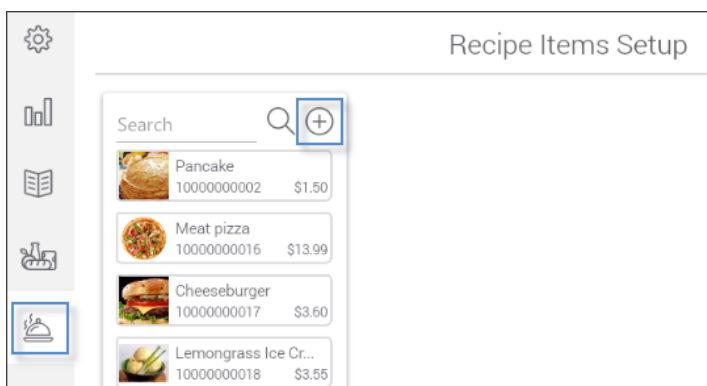 Recipe Items Setup
Search
Pancake
10000000002 $1.50
Meat pizza
10000000016 $13.99
Cheeseburger
10000000017 $3.60
Lemongrass Ice Cr...
10000000018 $3.55